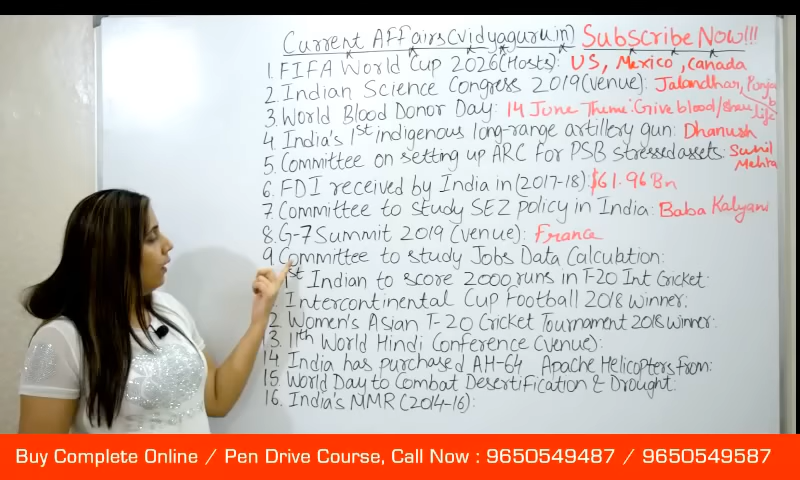 Current Affairs(vidyaguru.in) Subscribe Now!!!
1. FIFA World Cup 2026(Hosts): US, Mexico, Canada
2. Indian Science Congress 2019(venue): Jalandhar, Punjab
3. World Blood Donor Day: 14 June Theme: Give blood/share life
4. India's 1st indigenous long-range artillery gun: Dhanush
5. Committee on setting up ARC for PSB stressed assets: Sunil Mehta
6. FDI received by India in (2017-18): $61.96 Bn
7. Committee to study SEZ policy in India: Baba Kalyani
8. G-7 Summit 2019 (venue): France
9. Committee to study Jobs Data Calculation:
1st Indian to score 2000 runs in T-20 Int Cricket:
Intercontinental Cup Football 2018 Winner:
2. Women's Asian T-20 Cricket Tournament 2018 Winner:
13. 11th World Hindi Conference (Venue):
14 India has purchased AH-64 Apache Helicopters from:
15. World Day to Combat Desertification & Drought:
16. India's MMR (2014-16):
Buy Complete Online / Pen Drive Course, Call Now : 9650549487 / 9650549587